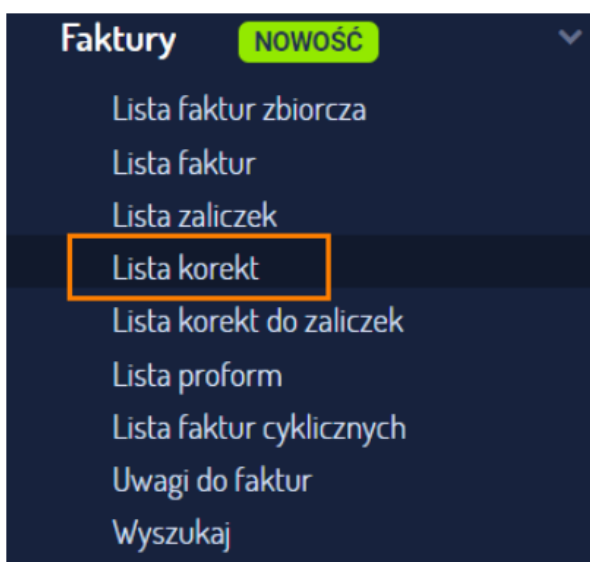 Faktury NOWOŚĆ
Lista faktur zbiorcza
Lista faktur
Lista zaliczek
Lista korekt
Lista korekt do zaliczek
Lista proform
Lista faktur cyklicznych
Uwagi do faktur
Wyszukaj